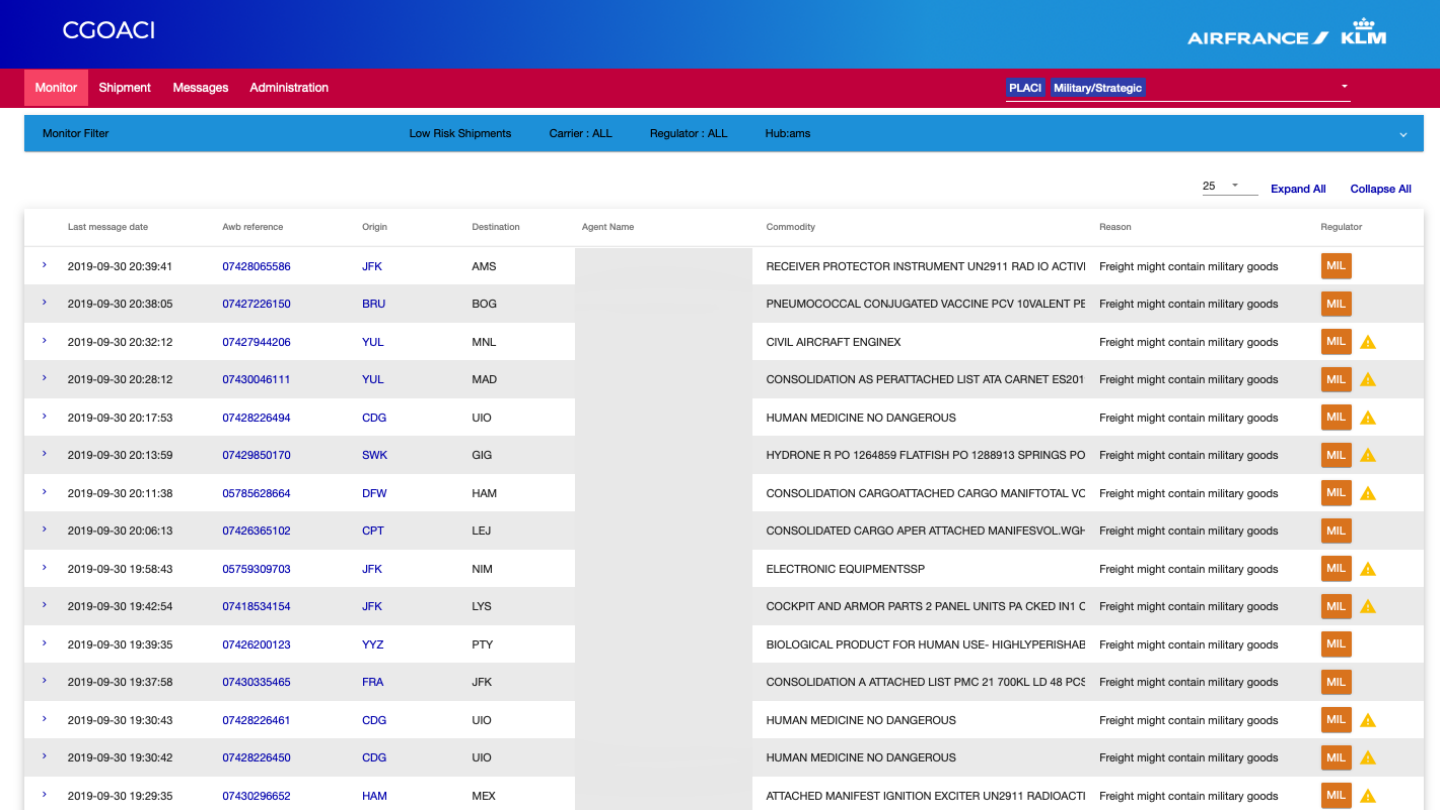 CGOACI
AIRFRANCE KLM
Monitor Shipment Messages Administration PLACI Military/Strategic
Monitor Filter Low Risk Shipments Carrier : ALL Regulator : ALL Hub:ams
25 Expand All Collapse All
Last message date Awb reference Origin Destination Agent Name Commodity Reason Regulator
2019-09-30 20:39:41 07428065586 JFK AMS RECEIVER PROTECTOR INSTRUMENT UN2911 RAD IO ACTIVI Freight might contain military goods MIL
2019-09-30 20:38:05 07427226150 BRU BOG PNEUMOCOCCAL CONJUGATED VACCINE PCV 10VALENT PE Freight might contain military goods MIL
2019-09-30 20:32:12 07427944206 YUL MNL CIVIL AIRCRAFT ENGINEX Freight might contain military goods MIL
2019-09-30 20:28:12 07430046111 YUL MAD CONSOLIDATION AS PERATTACHED LIST ATA CARNET ES201 Freight might contain military goods MIL
2019-09-30 20:17:53 07428226494 CDG UIO HUMAN MEDICINE NO DANGEROUS Freight might contain military goods MIL
2019-09-30 20:13:59 07429850170 SWK GIG HYDRONE R PO 1264859 FLATFISH PO 1288913 SPRINGS PO Freight might contain military goods MIL
2019-09-30 20:11:38 05785628664 DFW HAM CONSOLIDATION CARGOATTACHED CARGO MANIFTOTAL VC Freight might contain military goods MIL
2019-09-30 20:06:13 07426365102 CPT LEJ CONSOLIDATED CARGO APER ATTACHED MANIFESVOL.WGH Freight might contain military goods MIL
2019-09-30 19:58:43 05759309703 JFK NIM ELECTRONIC EQUIPMENTSSP Freight might contain military goods MIL
2019-09-30 19:42:54 07418534154 JFK LYS COCKPIT AND ARMOR PARTS 2 PANEL UNITS PA CKED IN1 C Freight might contain military goods MIL
2019-09-30 19:39:35 07426200123 YYZ PTY BIOLOGICAL PRODUCT FOR HUMAN USE- HIGHLYPERISHAB Freight might contain military goods MIL
2019-09-30 19:37:58 07430335465 FRA JFK CONSOLIDATION A ATTACHED LIST PMC 21 700KL LD 48 PCS Freight might contain military goods MIL
2019-09-30 19:30:43 07428226461 CDG UIO HUMAN MEDICINE NO DANGEROUS Freight might contain military goods MIL
2019-09-30 19:30:42 07428226450 CDG UIO HUMAN MEDICINE NO DANGEROUS Freight might contain military goods MIL
2019-09-30 19:29:35 07430296652 HAM MEX ATTACHED MANIFEST IGNITION EXCITER UN2911 RADIOACTI Freight might contain military goods MIL